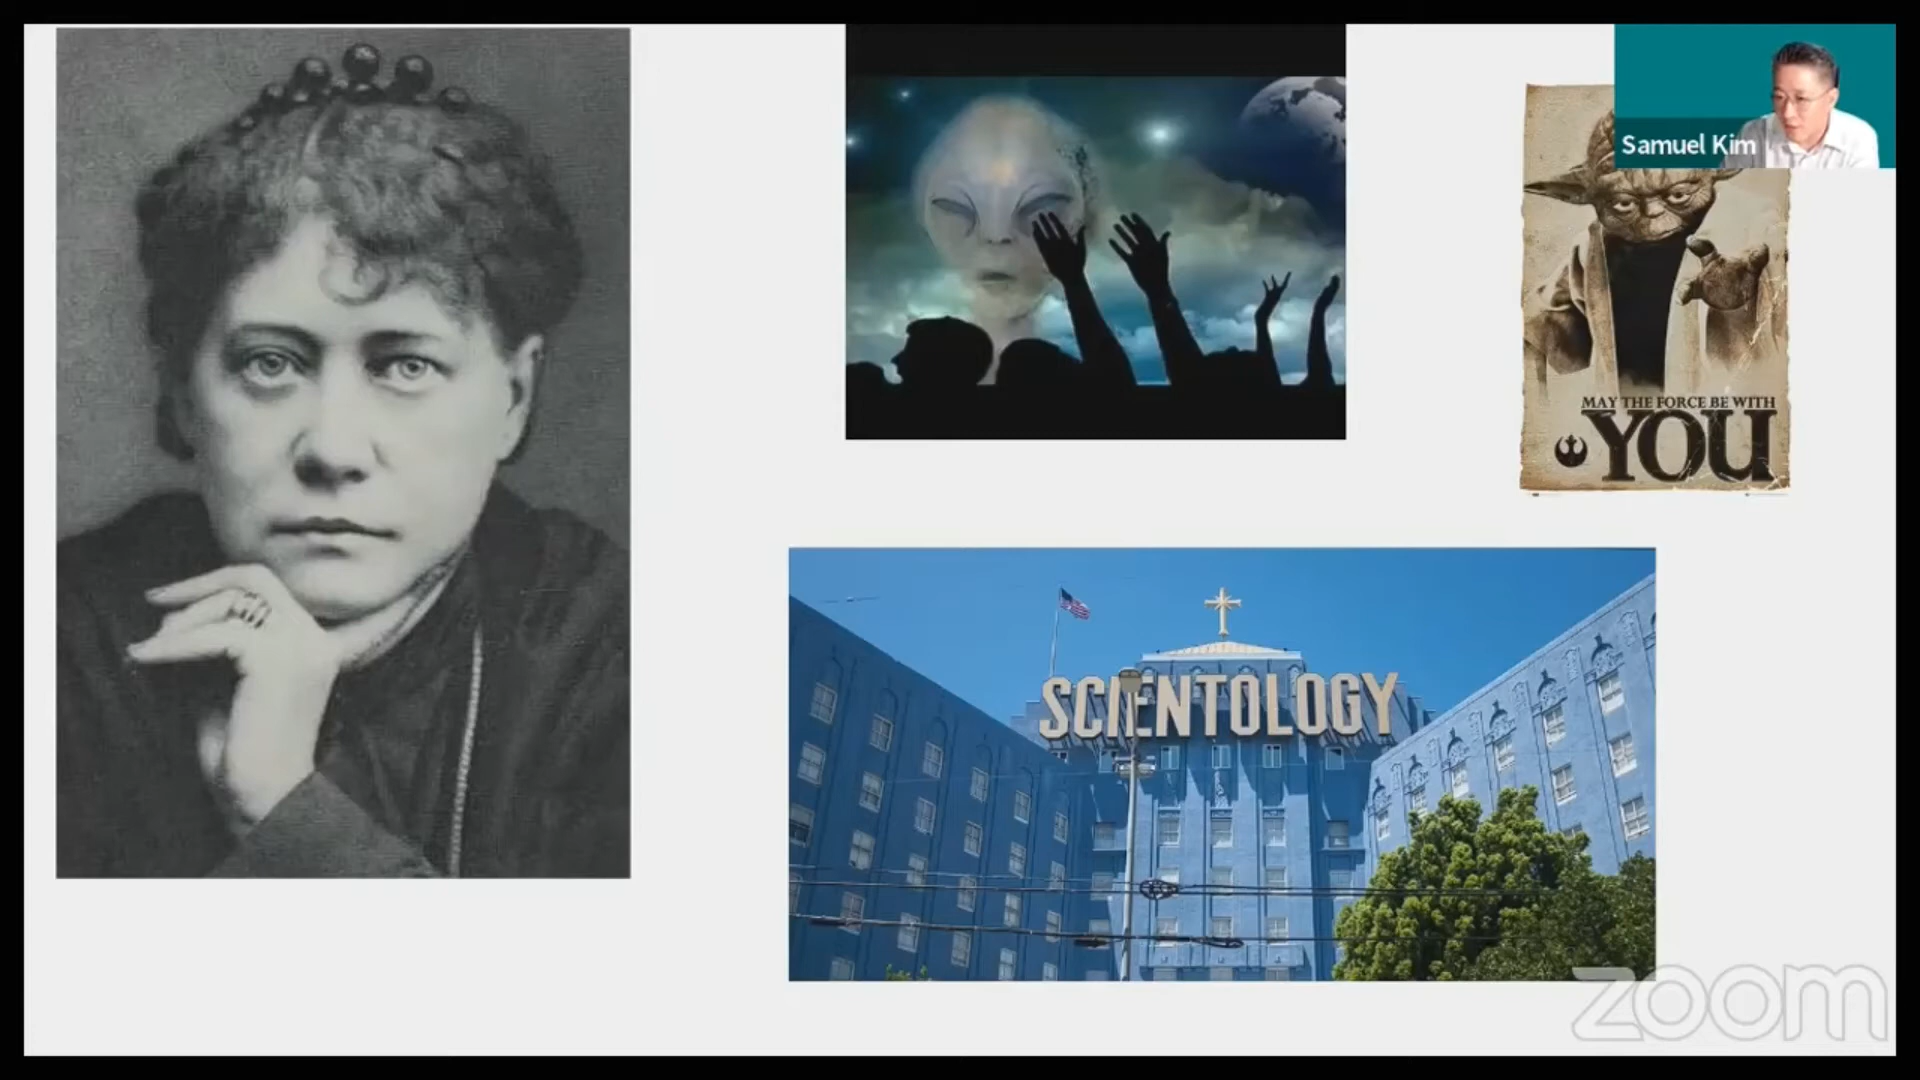 Samuel Kim
MAY THE FORCE BE WITH
YOU
SCIENTOLOGY
zoom